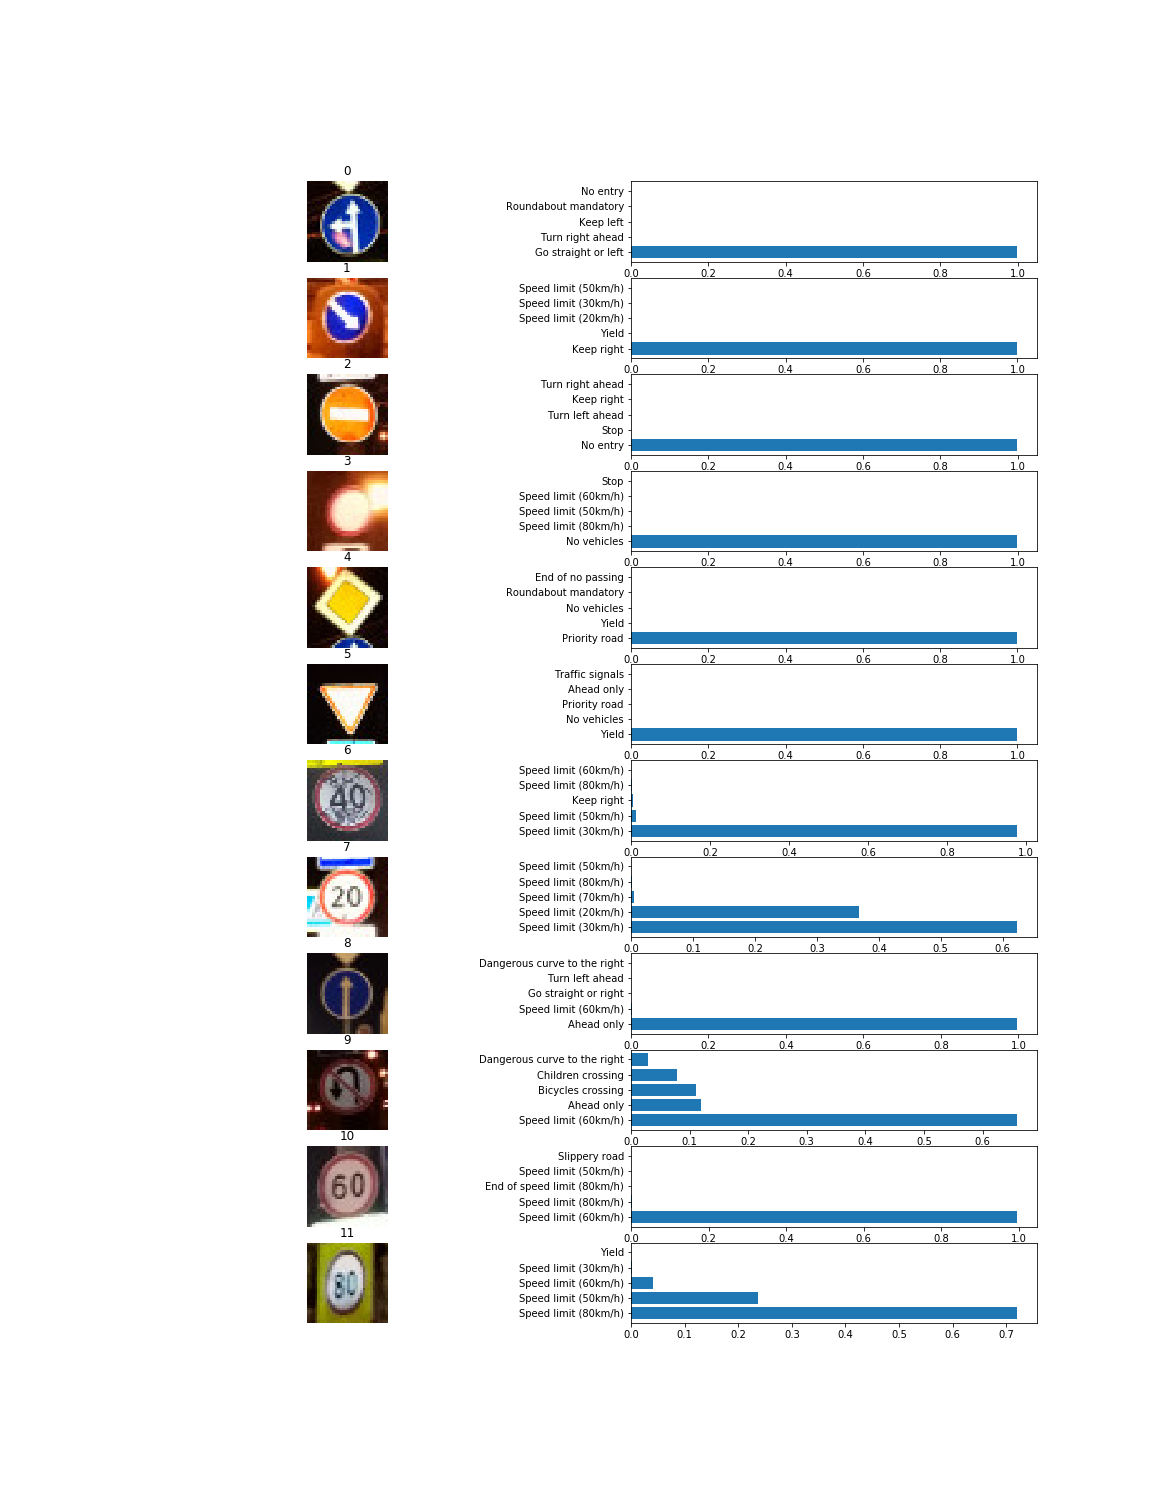 0
No entry
Roundabout mandatory
Keep left
Turn right ahead
Go straight or left
0.0 0.2 0.4 0.6 0.8 1.0
1
Speed limit (50km/h)
Speed limit (30km/h)
Speed limit (20km/h)
Yield
Keep right
0.0 0.2 0.4 0.6 0.8 1.0
2
Turn right ahead
Keep right
Turn left ahead
Stop
No entry
0.0 0.2 0.4 0.6 0.8 1.0
3
Stop
Speed limit (60km/h)
Speed limit (50km/h)
Speed limit (80km/h)
No vehicles
0.0 0.2 0.4 0.6 0.8 1.0
4
End of no passing
Roundabout mandatory
No vehicles
Yield
Priority road
0.0 0.2 0.4 0.6 0.8 1.0
5
Traffic signals
Ahead only
Priority road
No vehicles
Yield
0.0 0.2 0.4 0.6 0.8 1.0
6
40
Speed limit (60km/h)
Speed limit (80km/h)
Keep right
Speed limit (50km/h)
Speed limit (30km/h)
0.0 0.2 0.4 0.6 0.8 1.0
7
20
Speed limit (50km/h)
Speed limit (80km/h)
Speed limit (70km/h)
Speed limit (20km/h)
Speed limit (30km/h)
0.0 0.1 0.2 0.3 0.4 0.5 0.6
8
Dangerous curve to the right
Turn left ahead
Go straight or right
Speed limit (60km/h)
Ahead only
0.0 0.2 0.4 0.6 0.8 1.0
9
Dangerous curve to the right
Children crossing
Bicycles crossing
Ahead only
Speed limit (60km/h)
0.0 0.1 0.2 0.3 0.4 0.5 0.6
10
60
Slippery road
Speed limit (50km/h)
End of speed limit (80km/h)
Speed limit (80km/h)
Speed limit (60km/h)
0.0 0.2 0.4 0.6 0.8 1.0
11
80
Yield
Speed limit (30km/h)
Speed limit (60km/h)
Speed limit (50km/h)
Speed limit (80km/h)
0.0 0.1 0.2 0.3 0.4 0.5 0.6 0.7